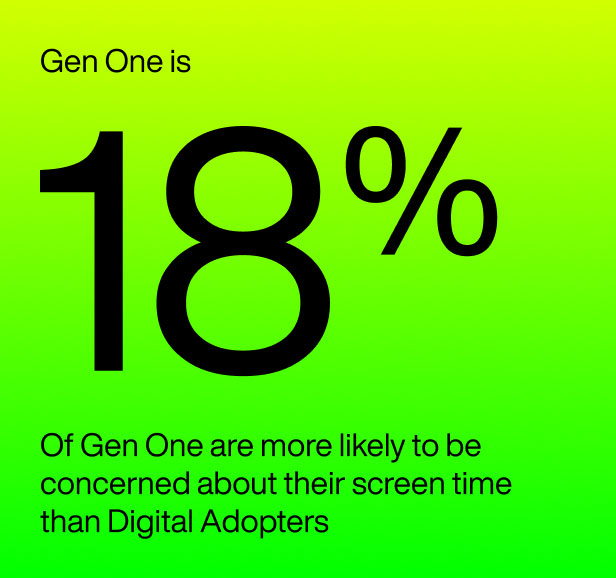 Gen One is
18%
Of Gen One are more likely to be
concerned about their screen time
than Digital Adopters